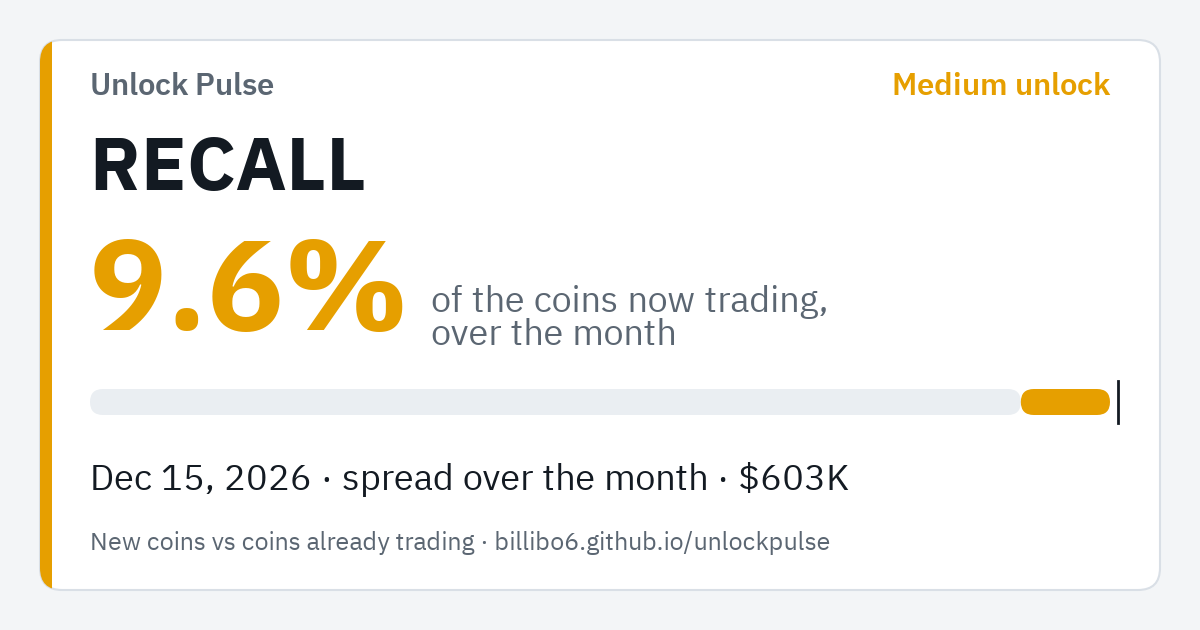 Unlock Pulse
Medium unlock
RECALL
9.6%
of the coins now trading,
over the month
Dec 15, 2026 · spread over the month · $603K
New coins vs coins already trading · billibo6.github.io/unlockpulse